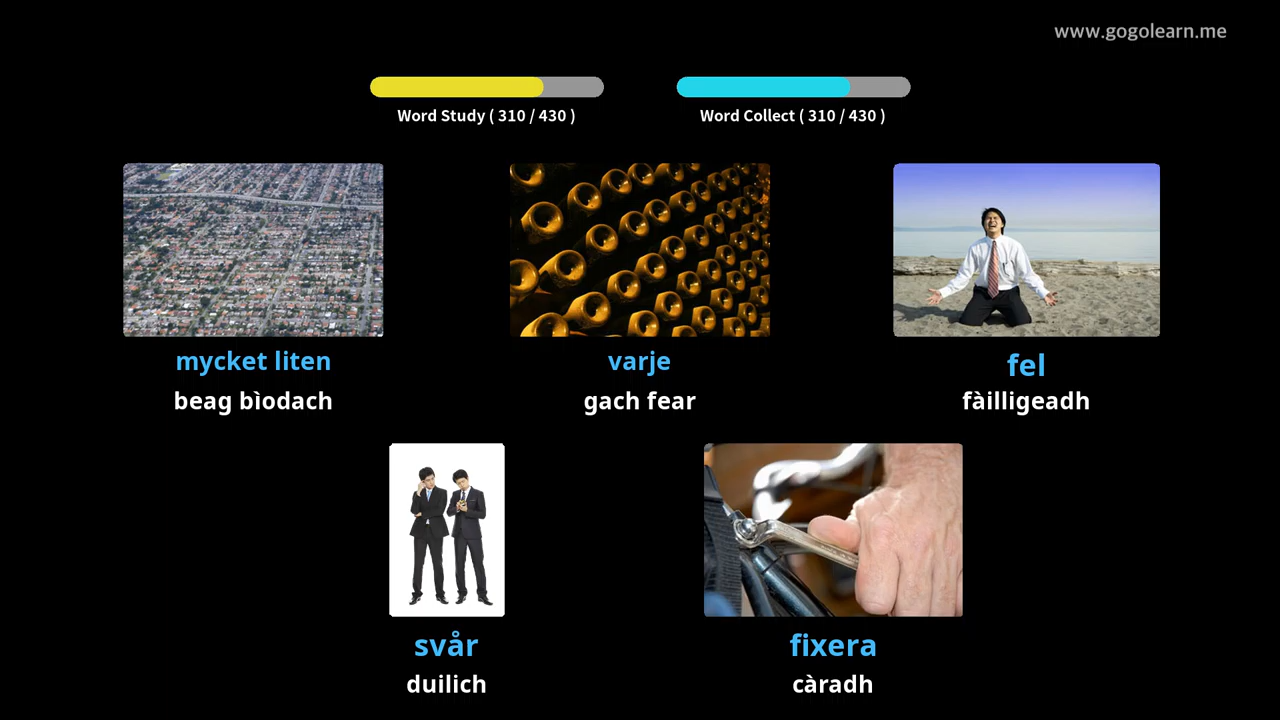 www.gogolearn.me
Word Study ( 310 / 430 )
Word Collect ( 310 / 430 )
mycket liten
varje
fel
beag bìodach
gach fear
fàilligeadh
svår
fixera
duilich
càradh